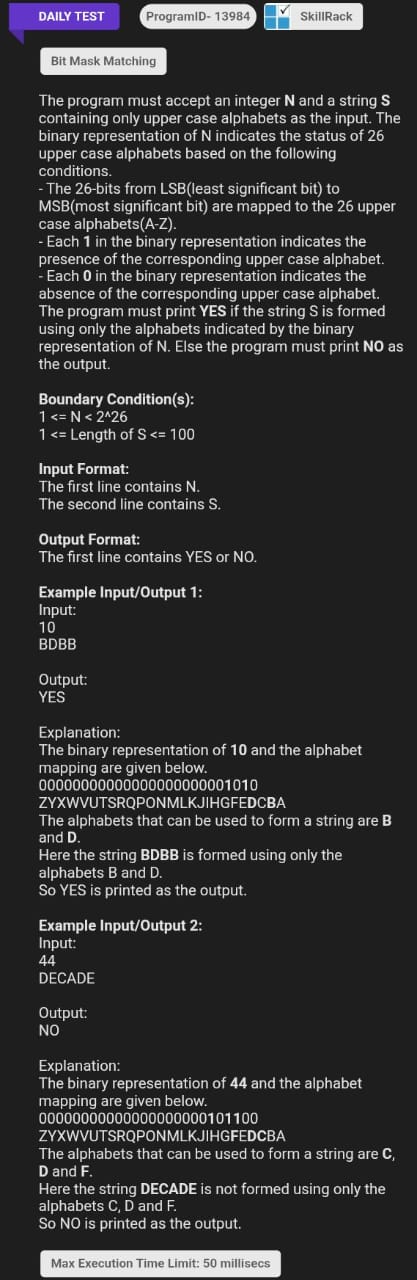 DAILY TEST
ProgramID- 13984
SkillRack
Bit Mask Matching
The program must accept an integer N and a string S
containing only upper case alphabets as the input. The
binary representation of N indicates the status of 26
upper case alphabets based on the following
conditions.
- The 26-bits from LSB(least significant bit) to
MSB(most significant bit) are mapped to the 26 upper
case alphabets(A-Z).
- Each 1 in the binary representation indicates the
presence of the corresponding upper case alphabet.
- Each 0 in the binary representation indicates the
absence of the corresponding upper case alphabet.
The program must print YES if the string S is formed
using only the alphabets indicated by the binary
representation of N. Else the program must print NO as
the output.
Boundary Condition(s):
1 <= N < 2^26
1 <= Length of S <= 100
Input Format:
The first line contains N.
The second line contains S.
Output Format:
The first line contains YES or NO.
Example Input/Output 1:
Input:
10
BDBB
Output:
YES
Explanation:
The binary representation of 10 and the alphabet
mapping are given below.
00000000000000000000001010
ZYXWVUTSRQPONMLKJIHGFEDCBA
The alphabets that can be used to form a string are B
and D.
Here the string BDBB is formed using only the
alphabets B and D.
So YES is printed as the output.
Example Input/Output 2:
Input:
44
DECADE
Output:
NO
Explanation:
The binary representation of 44 and the alphabet
mapping are given below.
00000000000000000000101100
ZYXWVUTSRQPONMLKJIHGFEDCBA
The alphabets that can be used to form a string are C,
D and F.
Here the string DECADE is not formed using only the
alphabets C, D and F.
So NO is printed as the output.
Max Execution Time Limit: 50 millisecs